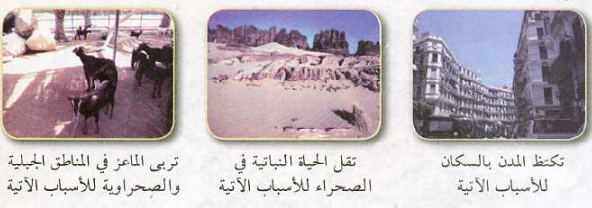 تكتظ المدن بالسكان
للأسباب الآتية
تقل الحياة النباتية في
الصحراء للأسباب الآتية
تربى الماعز في المناطق الجبلية
والصحراوية للأسباب الآتية